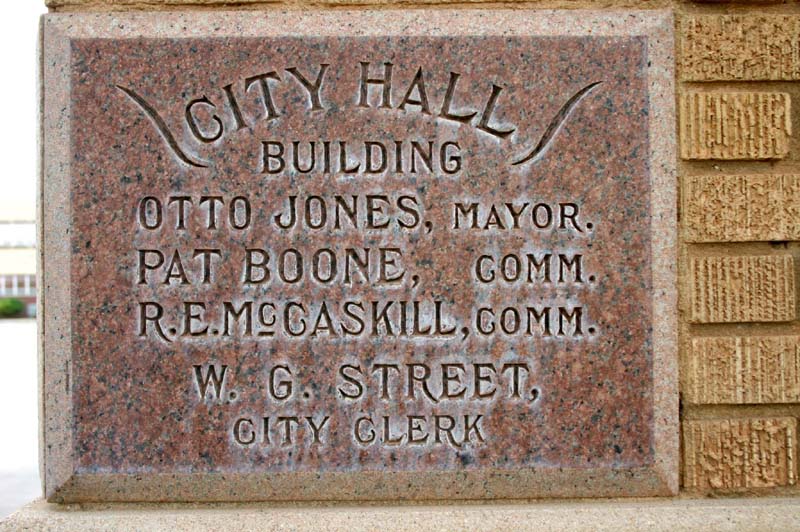 CITY HALL
BUILDING
OTTO JONES, MAYOR.
PAT BOONE, COMM.
R.E. McCASKILL, COMM.
W. G. STREET,
CITY CLERK